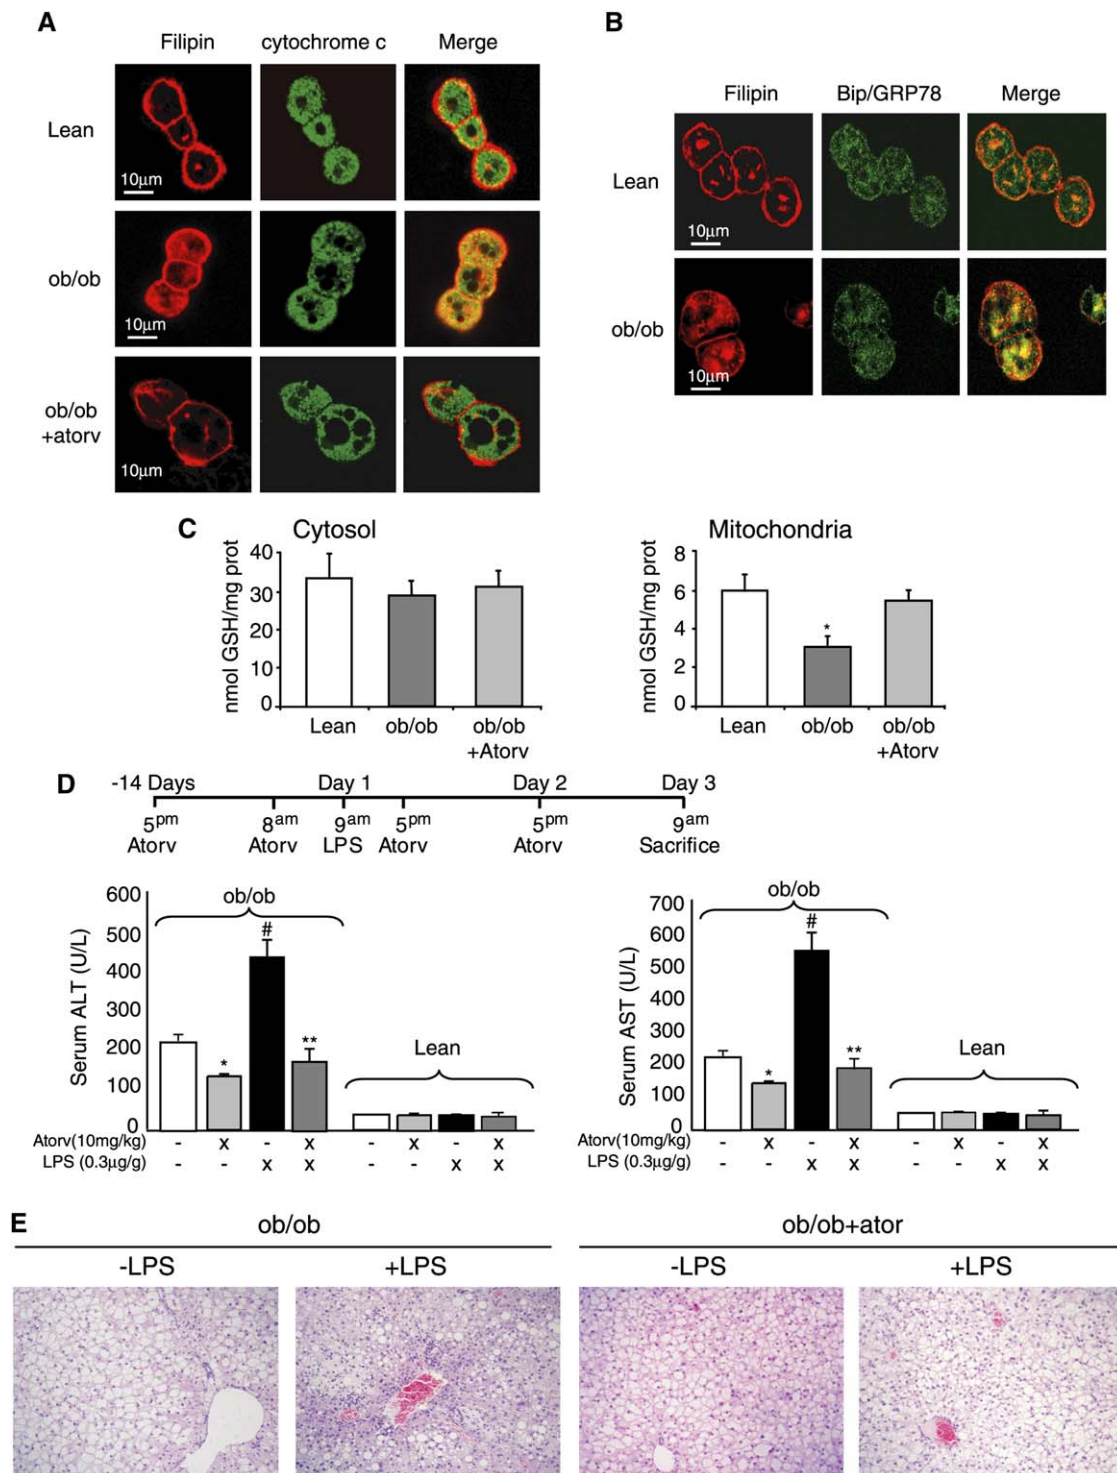 A
Filipin cytochrome c Merge
Lean
10μm
ob/ob
10μm
ob/ob
+atorv
10μm
B
Filipin Bip/GRP78 Merge
Lean
10μm
ob/ob
10μm
C
Cytosol
nmol GSH/mg prot
40
30
20
10
0
Lean ob/ob ob/ob
+Atorv
Mitochondria
nmol GSH/mg prot
8
6
4
2
0
*
Lean ob/ob ob/ob
+Atorv
D
-14 Days Day 1 Day 2 Day 3
5pm 8am 9am 5pm 5pm 9am
Atorv Atorv LPS Atorv Atorv Sacrifice
Serum ALT (U/L)
600
500
400
300
200
100
0
ob/ob
* # **
Lean
Atorv(10mg/kg) - x - x - x - x
LPS (0.3μg/g) - - x x - - x x
Serum AST (U/L)
700
600
500
400
300
200
100
0
ob/ob
* # **
Lean
Atorv(10mg/kg) - x - x - x - x
LPS (0.3μg/g) - - x x - - x x
E
ob/ob ob/ob+ator
-LPS +LPS -LPS +LPS